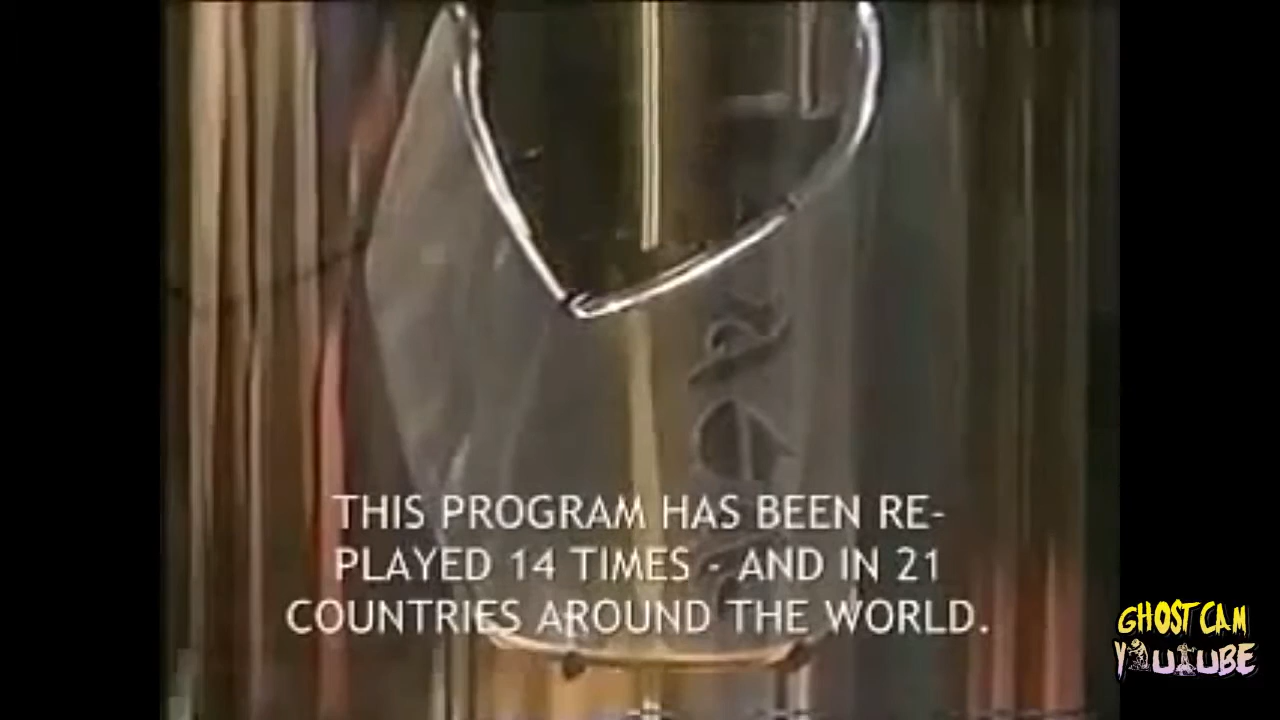 THIS PROGRAM HAS BEEN RE-
PLAYED 14 TIMES - AND IN 21
COUNTRIES AROUND THE WORLD.
GHOST CAM
YOUTUBE